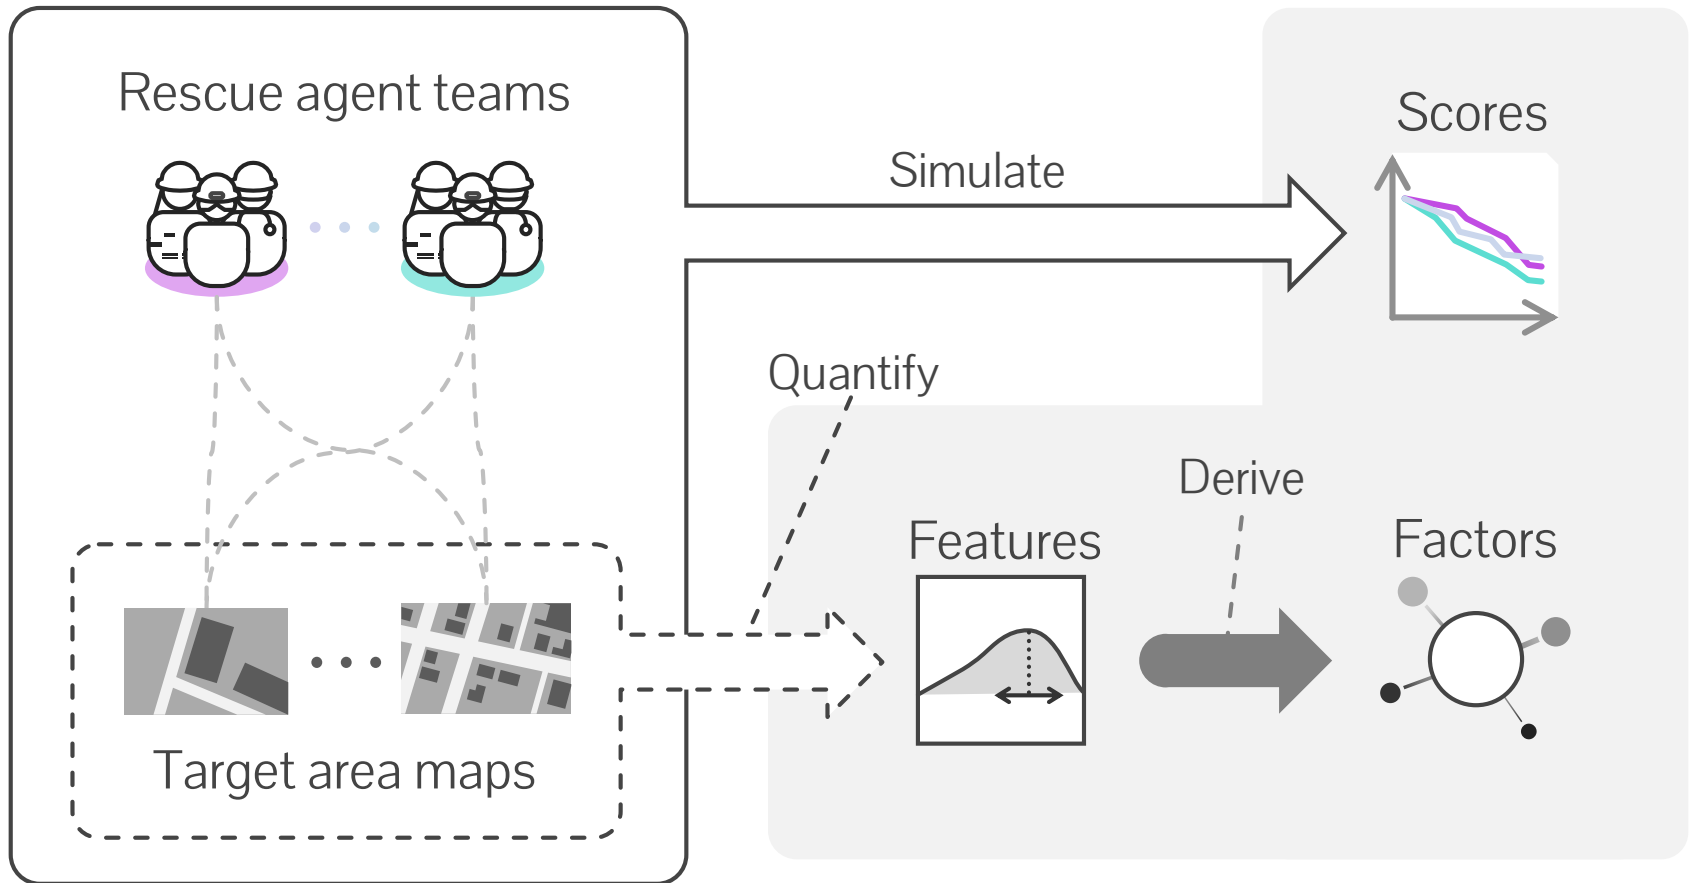 Rescue agent teams
Scores
Simulate
Quantify
Derive
Features
Factors
Target area maps